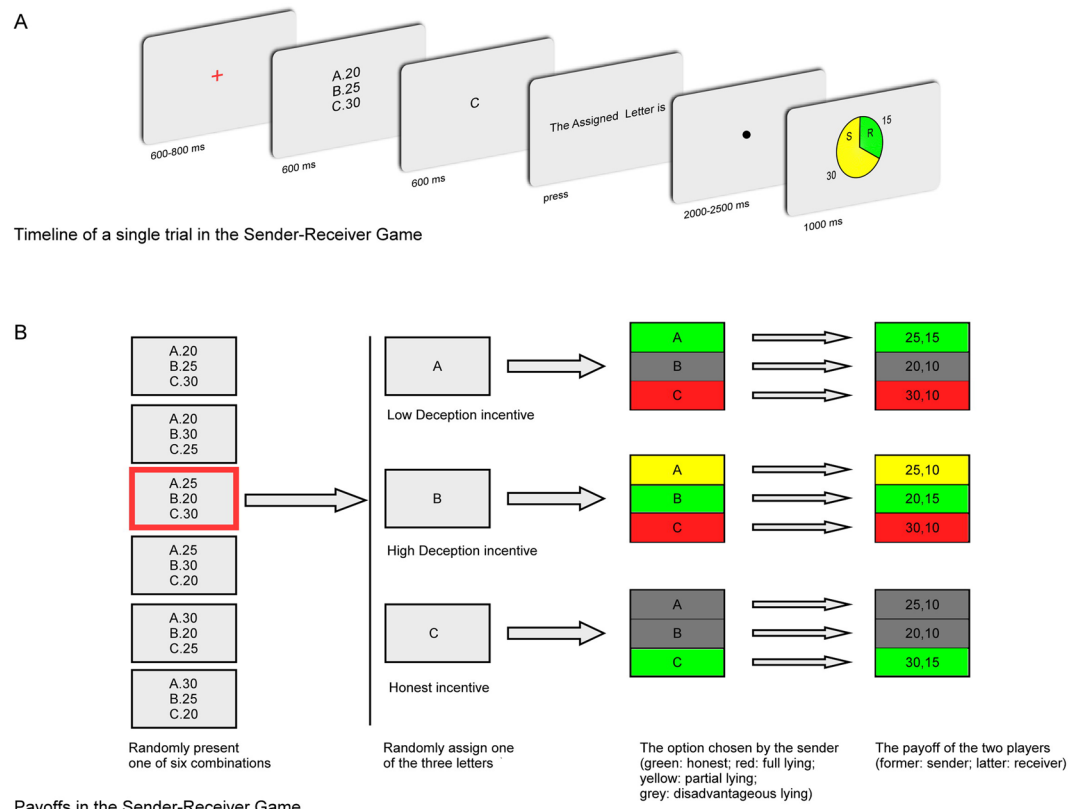 A
A.20
B.25
C.30
C
The Assigned Letter is
S
R
15
30
600-800 ms
600 ms
600 ms
press
2000-2500 ms
1000 ms
Timeline of a single trial in the Sender-Receiver Game
B
A.20
B.25
C.30
A.20
B.30
C.25
A.25
B.20
C.30
A.25
B.30
C.20
A.30
B.20
C.25
A.30
B.25
C.20
Randomly present
one of six combinations
A
Low Deception incentive
B
High Deception incentive
C
Honest incentive
Randomly assign one
of the three letters
A
B
C
A
B
C
A
B
C
The option chosen by the sender
(green: honest; red: full lying;
yellow: partial lying;
grey: disadvantageous lying)
25,15
20,10
30,10
25,10
20,15
30,10
25,10
20,10
30,15
The payoff of the two players
(former: sender; latter: receiver)
Payoffs in the Sender-Receiver Game